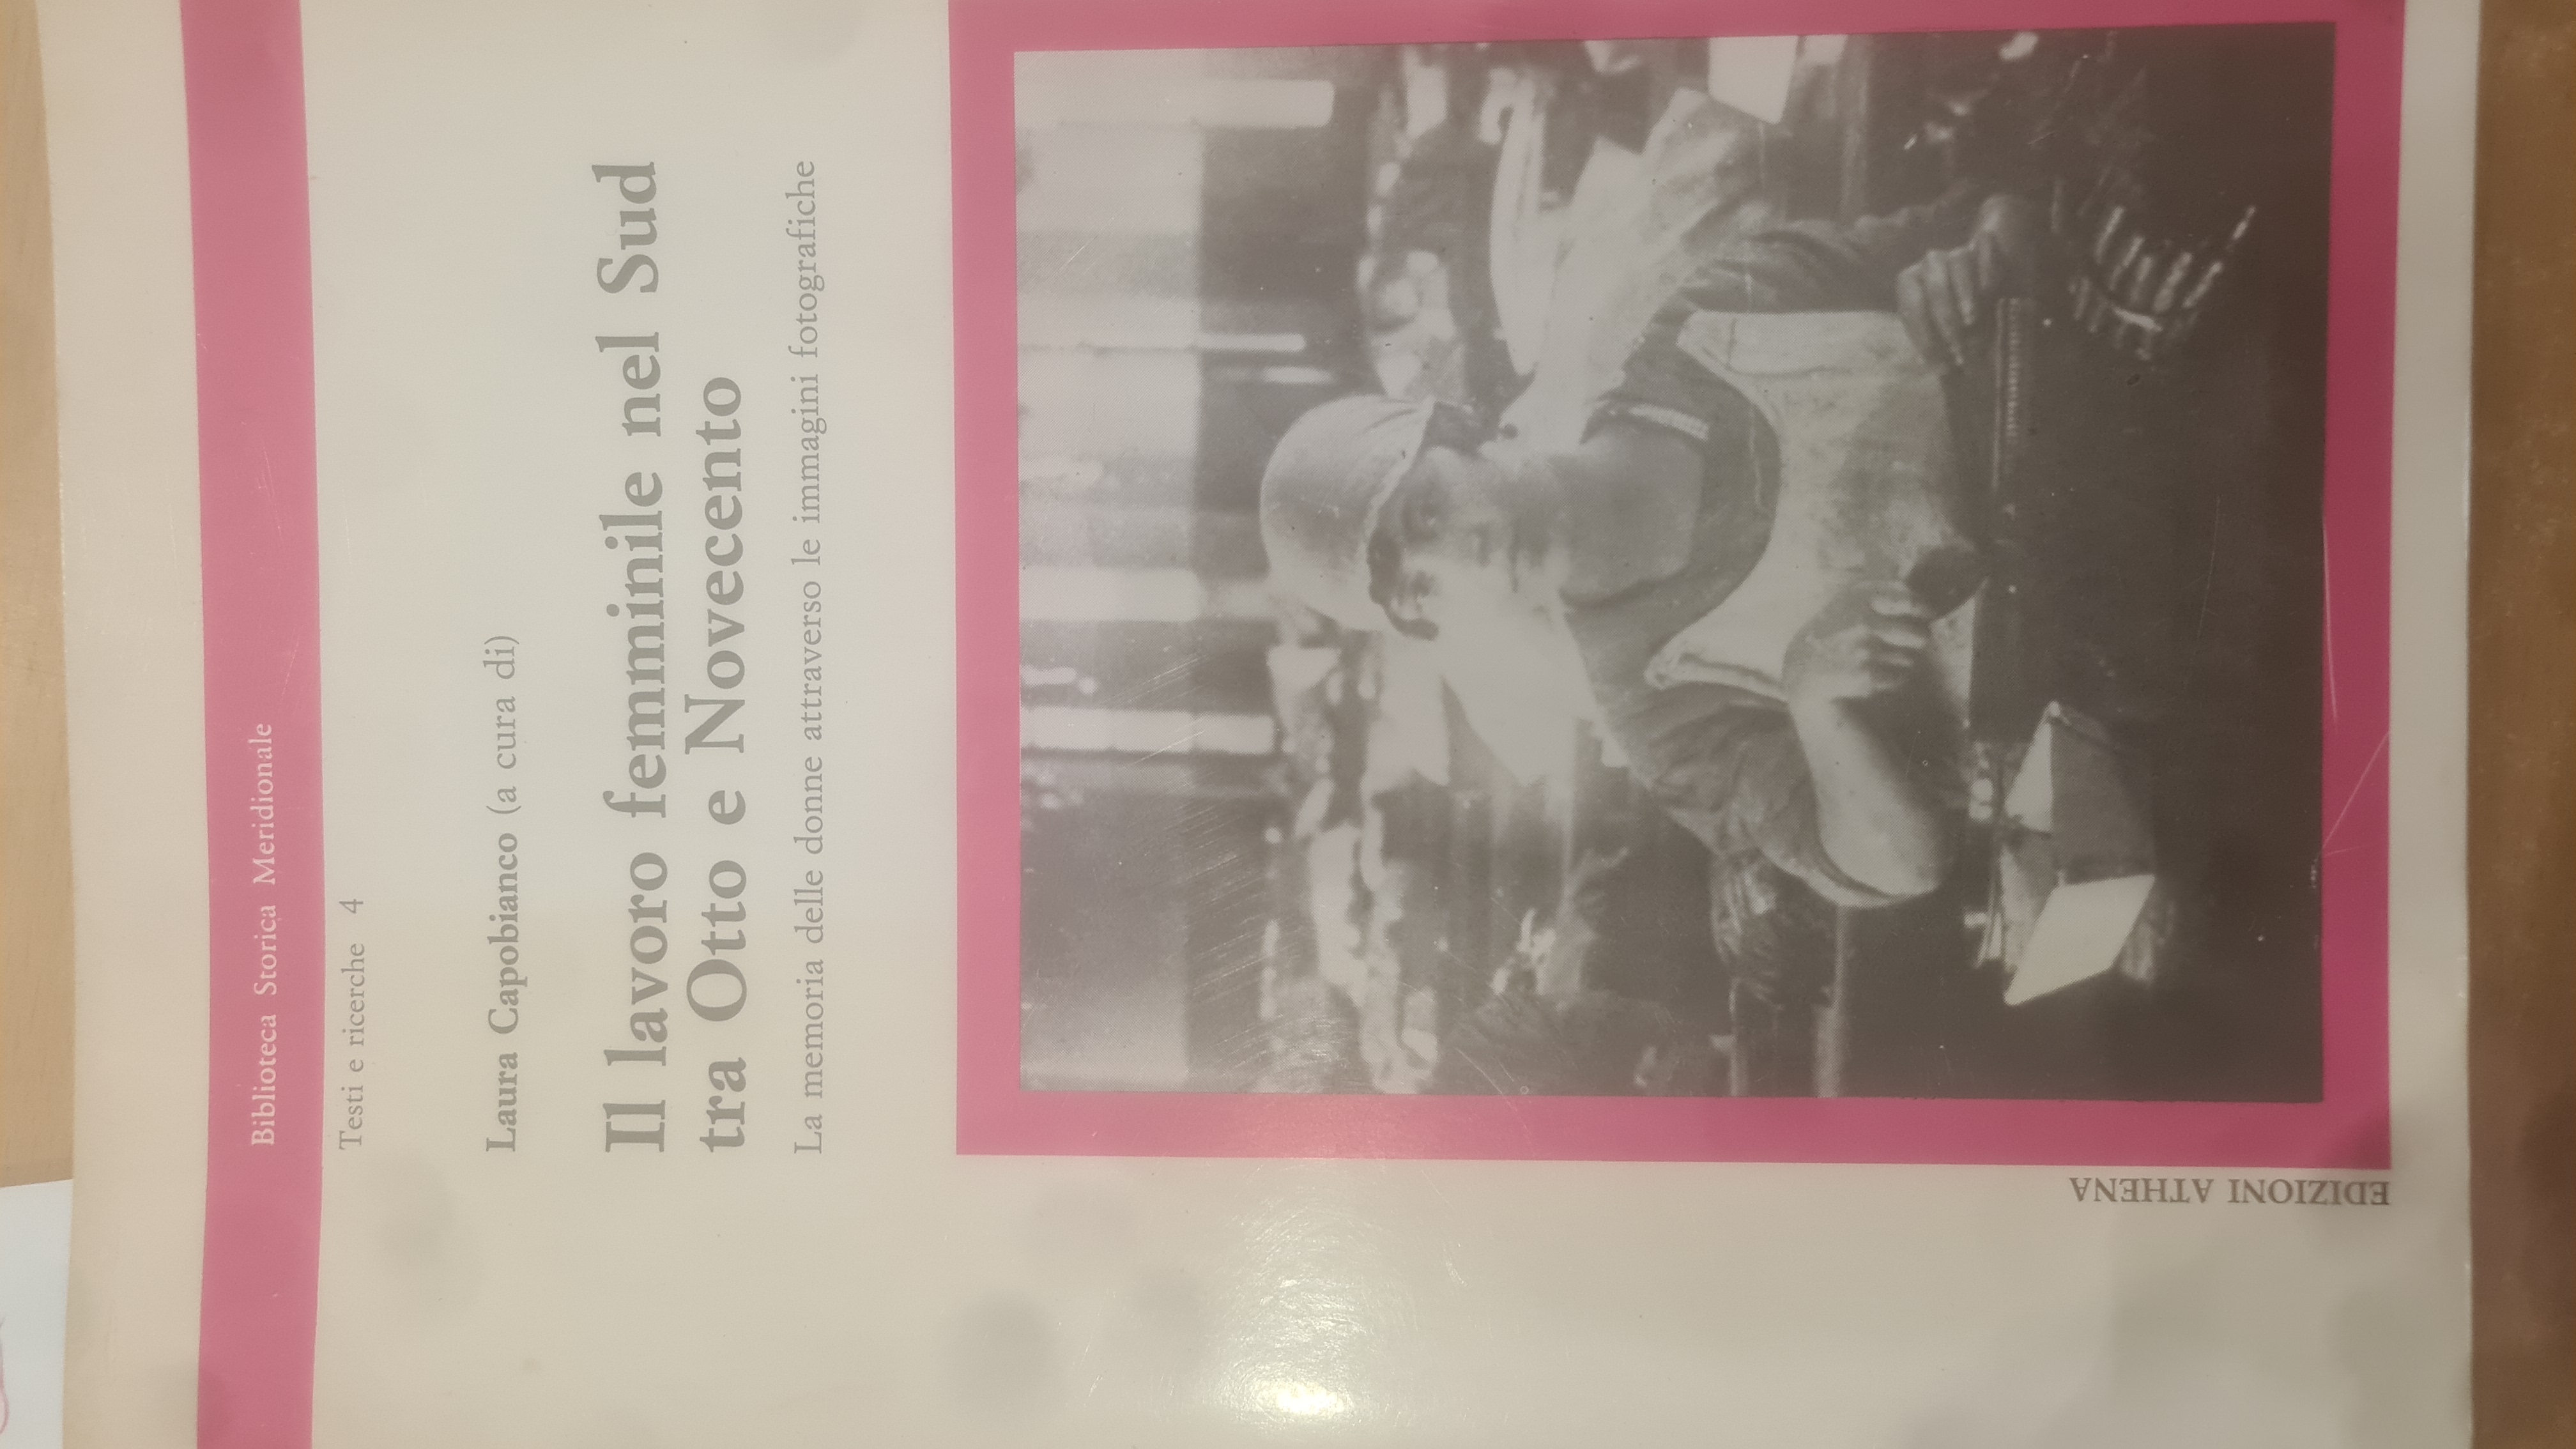 Biblioteca Storica Meridionale
Testi e ricerche 4
Laura Capobianco (a cura di)
Il lavoro femminile nel Sud
tra Otto e Novecento
La memoria delle donne attraverso le immagini fotografiche
EDIZIONI ATHENA